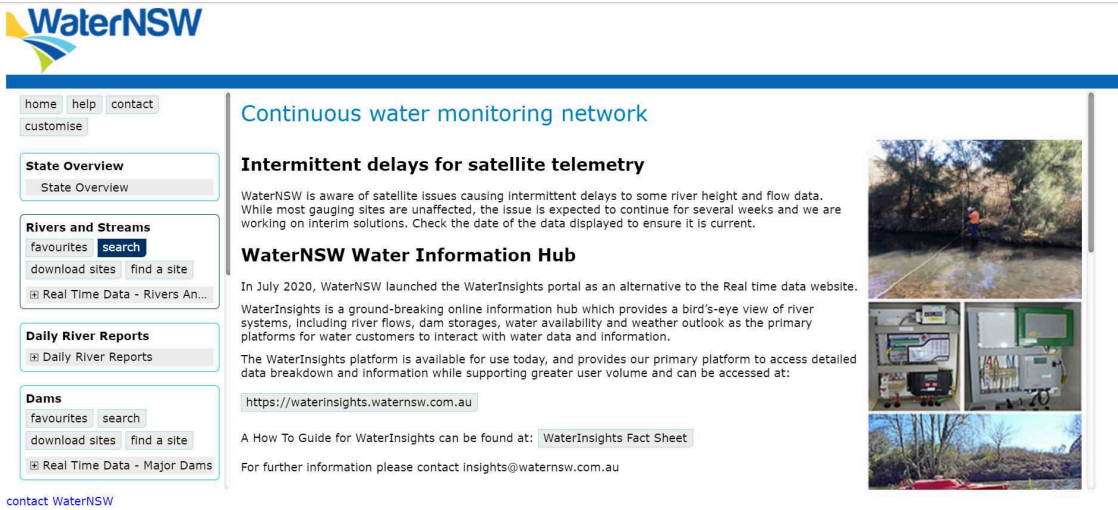 WaterNSW
home help contact
customise
State Overview
State Overview
Rivers and Streams
favourites search
download sites find a site
Real Time Data - Rivers An...
Daily River Reports
Daily River Reports
Dams
favourites search
download sites find a site
Real Time Data - Major Dams
contact WaterNSW
Continuous water monitoring network
Intermittent delays for satellite telemetry
WaterNSW is aware of satellite issues causing intermittent delays to some river height and flow data.
While most gauging sites are unaffected, the issue is expected to continue for several weeks and we are
working on interim solutions. Check the date of the data displayed to ensure it is current.
WaterNSW Water Information Hub
In July 2020, WaterNSW launched the WaterInsights portal as an alternative to the Real time data website.
WaterInsights is a ground-breaking online information hub which provides a bird's-eye view of river
systems, including river flows, dam storages, water availability and weather outlook as the primary
platforms for water customers to interact with water data and information.
The WaterInsights platform is available for use today, and provides our primary platform to access detailed
data breakdown and information while supporting greater user volume and can be accessed at:
https://waterinsights.waternsw.com.au
A How To Guide for WaterInsights can be found at: WaterInsights Fact Sheet
For further information please contact insights@waternsw.com.au